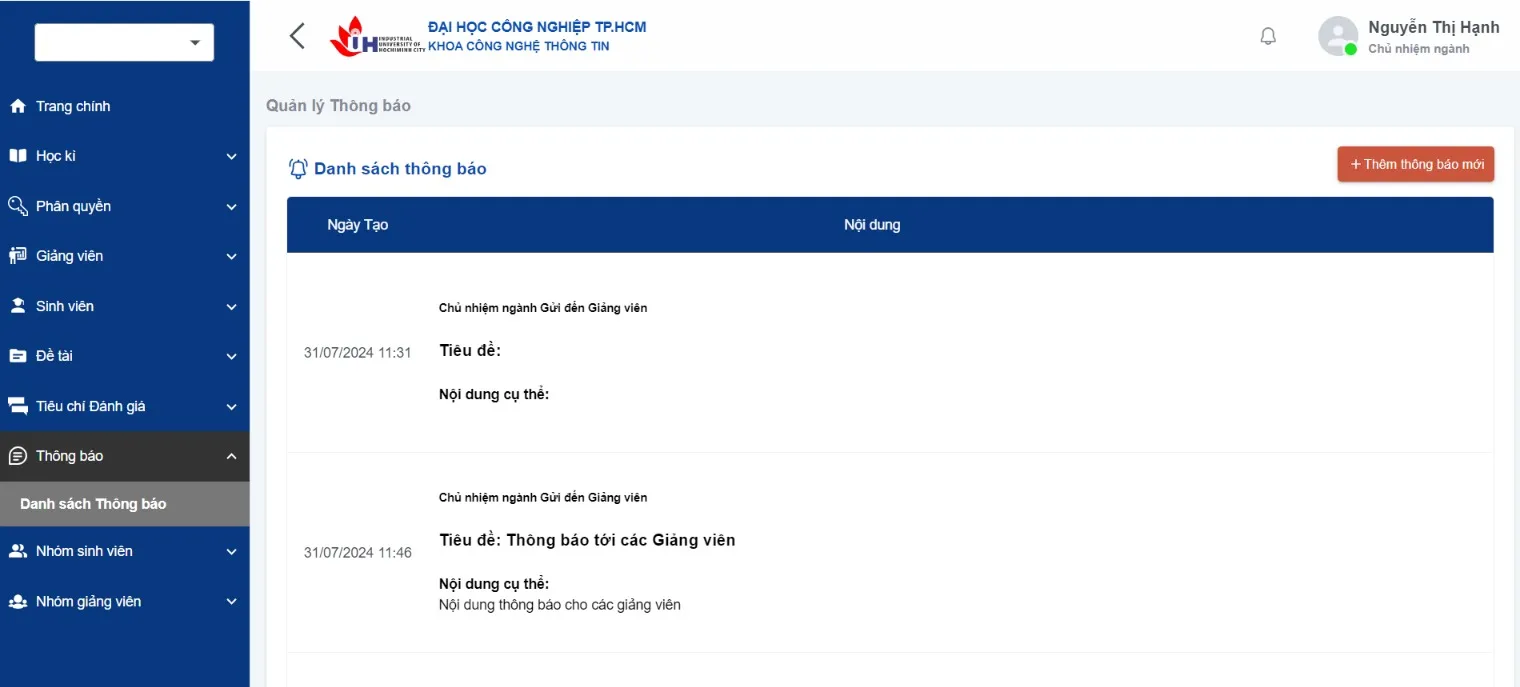 ĐẠI HỌC CÔNG NGHIỆP TP.HCM
KHOA CÔNG NGHỆ THÔNG TIN
IUH
INDUSTRIAL
UNIVERSITY OF
HOCHIMINH CITY
Nguyễn Thị Hạnh
Chủ nhiệm ngành
Trang chính
Học kì
Phân quyền
Giảng viên
Sinh viên
Đề tài
Tiêu chí Đánh giá
Thông báo
Danh sách Thông báo
Nhóm sinh viên
Nhóm giảng viên
Quản lý Thông báo
Danh sách thông báo
+ Thêm thông báo mới
Ngày Tạo Nội dung
Chủ nhiệm ngành Gửi đến Giảng viên
31/07/2024 11:31 Tiêu đề:
Nội dung cụ thể:
Chủ nhiệm ngành Gửi đến Giảng viên
Tiêu đề: Thông báo tới các Giảng viên
31/07/2024 11:46
Nội dung cụ thể:
Nội dung thông báo cho các giảng viên